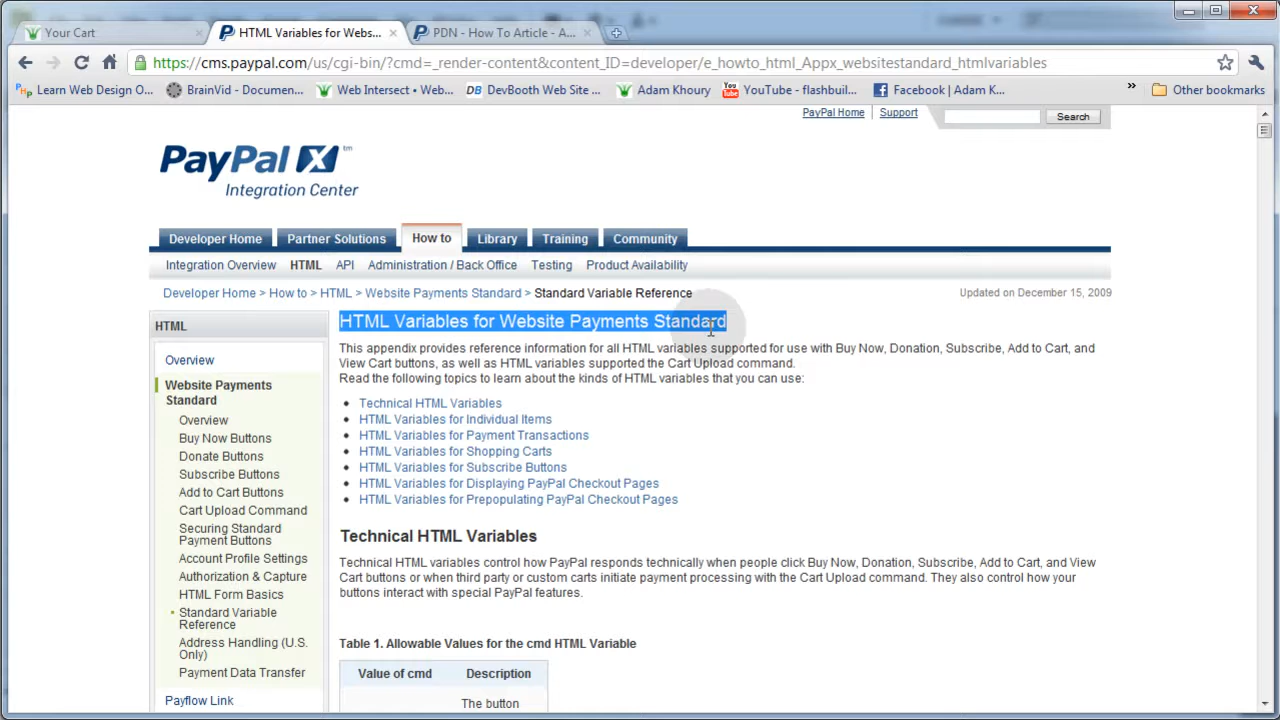 Your Cart
HTML Variables for Webs...
PDN - How To Article - A...
https://cms.paypal.com/us/cgi-bin/?cmd=_render-content&content_ID=developer/e_howto_html_Appx_websitestandard_htmlvariables
Learn Web Design O...
BrainVid - Documen...
Web Intersect • Web...
DevBooth Web Site ...
Adam Khoury
YouTube - flashbuil...
Facebook | Adam K...
Other bookmarks
PayPal Home
Support
Search
PayPal X™
Integration Center
Developer Home
Partner Solutions
How to
Library
Training
Community
Integration Overview
HTML
API
Administration / Back Office
Testing
Product Availability
Developer Home > How to > HTML > Website Payments Standard > Standard Variable Reference
Updated on December 15, 2009
HTML
Overview
Website Payments
Standard
Overview
Buy Now Buttons
Donate Buttons
Subscribe Buttons
Add to Cart Buttons
Cart Upload Command
Securing Standard
Payment Buttons
Account Profile Settings
Authorization & Capture
HTML Form Basics
Standard Variable
Reference
Address Handling (U.S.
Only)
Payment Data Transfer
Payflow Link
HTML Variables for Website Payments Standard
This appendix provides reference information for all HTML variables supported for use with Buy Now, Donation, Subscribe, Add to Cart, and
View Cart buttons, as well as HTML variables supported the Cart Upload command.
Read the following topics to learn about the kinds of HTML variables that you can use:
Technical HTML Variables
HTML Variables for Individual Items
HTML Variables for Payment Transactions
HTML Variables for Shopping Carts
HTML Variables for Subscribe Buttons
HTML Variables for Displaying PayPal Checkout Pages
HTML Variables for Prepopulating PayPal Checkout Pages
Technical HTML Variables
Technical HTML variables control how PayPal responds technically when people click Buy Now, Donation, Subscribe, Add to Cart, and View
Cart buttons or when third party or custom carts initiate payment processing with the Cart Upload command. They also control how your
buttons interact with special PayPal features.
Table 1. Allowable Values for the cmd HTML Variable
Value of cmd
Description
The button